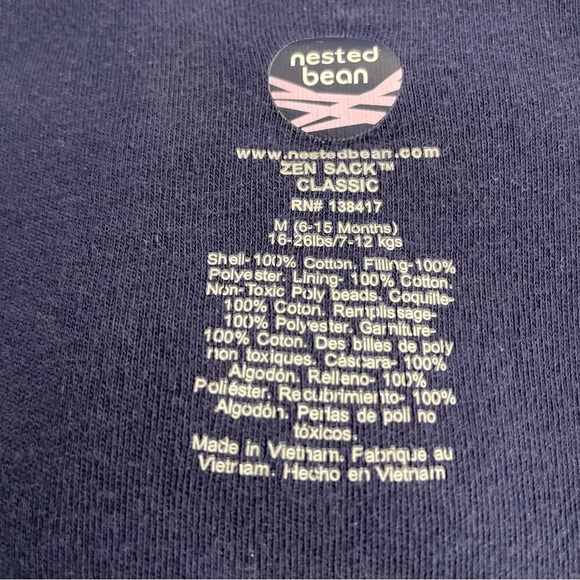 nested
bean
www.nestedbean.com
ZEN SACK™
CLASSIC
RN# 138417
M (6-15 Months)
16-26lbs/7-12 kgs
Shell-100% Cotton. Filling-100%
Polyester. Lining- 100% Cotton.
Non-Toxic Poly beads. Coquille-
100% Coton. Remplissage-
100% Polyester. Garniture-
100% Coton. Des billes de poly
non toxiques. Cáscara- 100%
Algodón. Relleno- 100%
Poliéster. Recubrimiento- 100%
Algodón. Perlas de poli no
tóxicos.
Made in Vietnam. Fabrique au
Vietnam. Hecho en Vietnam